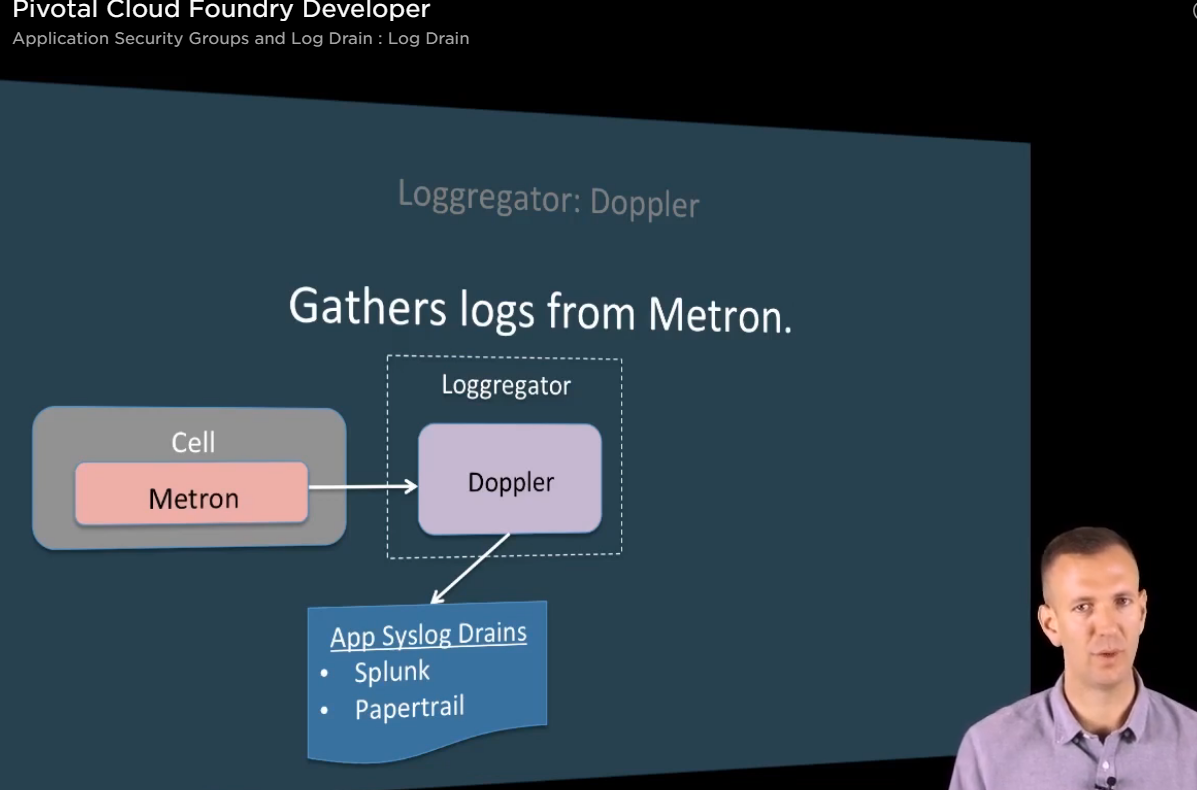 Pivotal Cloud Foundry Developer
Application Security Groups and Log Drain : Log Drain
Loggregator: Doppler
Gathers logs from Metron.
Loggregator
Cell
Metron
Doppler
App Syslog Drains
• Splunk
• Papertrail